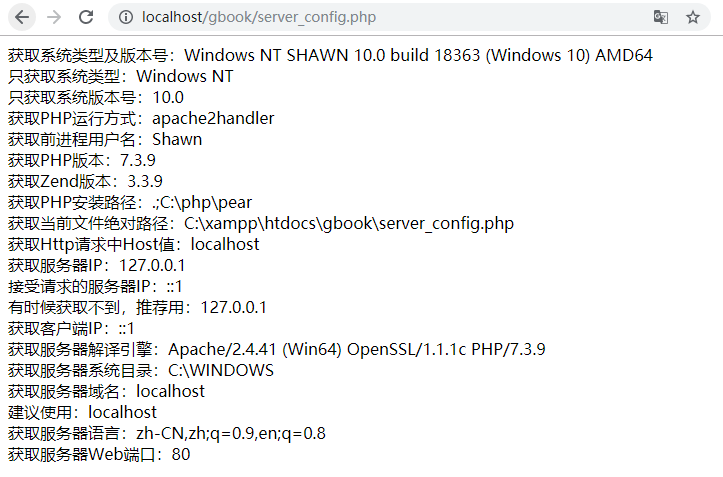 localhost/gbook/server_config.php
获取系统类型及版本号：Windows NT SHAWN 10.0 build 18363 (Windows 10) AMD64
只获取系统类型：Windows NT
只获取系统版本号：10.0
获取PHP运行方式：apache2handler
获取前进程用户名：Shawn
获取PHP版本：7.3.9
获取Zend版本：3.3.9
获取PHP安装路径：.;C:\php\pear
获取当前文件绝对路径：C:\xampp\htdocs\gbook\server_config.php
获取Http请求中Host值：localhost
获取服务器IP：127.0.0.1
接受请求的服务器IP：::1
有时候获取不到，推荐用：127.0.0.1
获取客户端IP：::1
获取服务器解译引擎：Apache/2.4.41 (Win64) OpenSSL/1.1.1c PHP/7.3.9
获取服务器系统目录：C:\WINDOWS
获取服务器域名：localhost
建议使用：localhost
获取服务器语言：zh-CN,zh;q=0.9,en;q=0.8
获取服务器Web端口：80